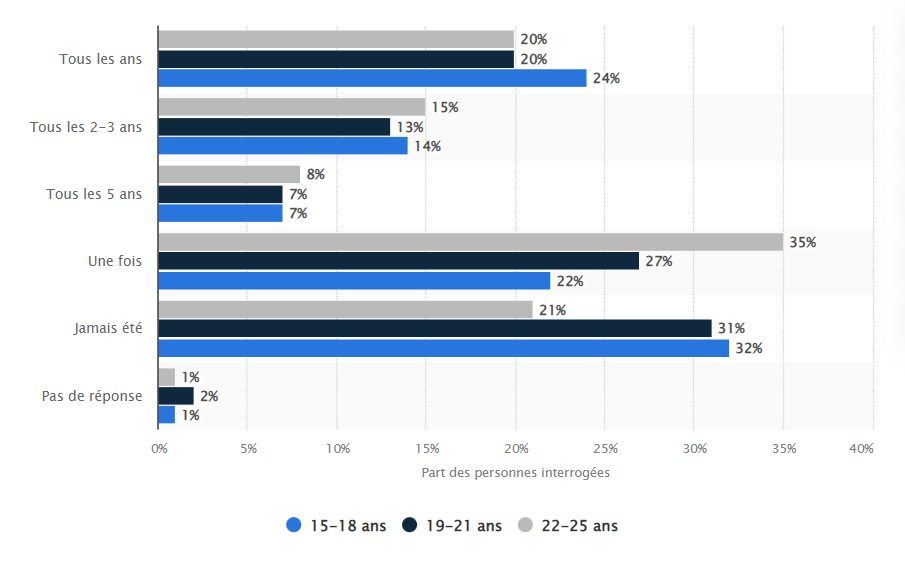 20%
Tous les ans
20%
24%
15%
Tous les 2-3 ans
13%
14%
8%
Tous les 5 ans
7%
7%
35%
Une fois
27%
22%
21%
Jamais été
31%
32%
1%
Pas de réponse
2%
1%
0% 5% 10% 15% 20% 25% 30% 35% 40%
Part des personnes interrogées
15-18 ans 19-21 ans 22-25 ans